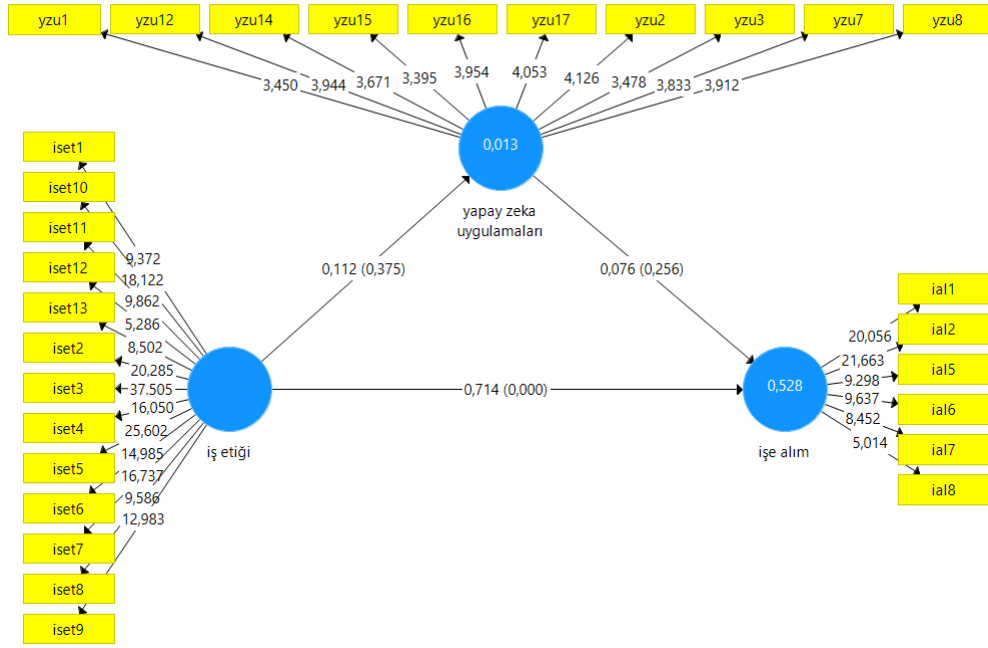 yzu1
yzu12
yzu14
yzu15
yzu16
yzu17
yzu2
yzu3
yzu7
yzu8
3,450
3,944
3,671
3,395
3,954
4,053
4,126
3,478
3,833
3,912
0,013
yapay zeka
uygulamaları
iset1
iset10
iset11
iset12
iset13
iset2
iset3
iset4
iset5
iset6
iset7
iset8
iset9
9,372
18,122
9,862
5,286
8,502
20,285
37,505
16,050
25,602
14,985
16,737
9,586
12,983
iş etiği
0,112 (0,375)
0,076 (0,256)
0,714 (0,000)
0,528
işe alım
20,056
21,663
9,298
9,637
8,452
5,014
ial1
ial2
ial5
ial6
ial7
ial8